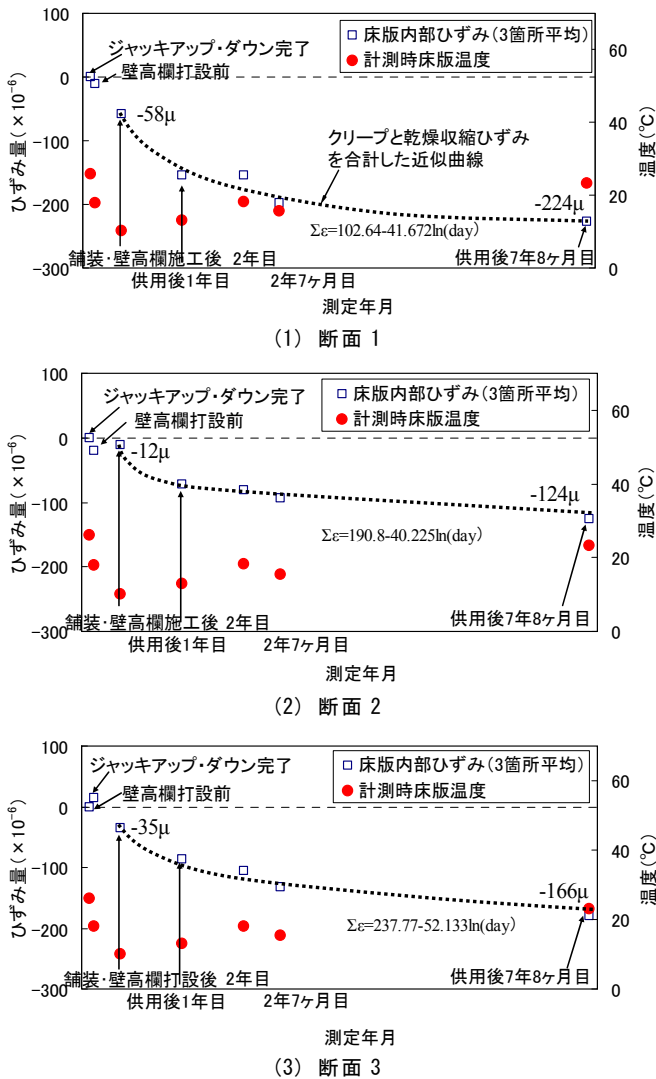 100
0
−100
−200
−300
ひずみ量(×10⁻⁶)
60
40
20
0
温度(℃)
床版内部ひずみ(3箇所平均)
計測時床版温度
ジャッキアップ・ダウン完了
壁高欄打設前
-58μ
クリープと乾燥収縮ひずみ
を合計した近似曲線
-224μ
Σε=102.64-41.672ln(day)
舗装・壁高欄施工後 2年目
供用後7年8ヶ月目
供用後1年目 2年7ヶ月目
測定年月
(1) 断面 1
100
0
−100
−200
−300
ひずみ量(×10⁻⁶)
60
40
20
0
温度(℃)
床版内部ひずみ(3箇所平均)
計測時床版温度
ジャッキアップ・ダウン完了
壁高欄打設前
-12μ
-124μ
Σε=190.8-40.225ln(day)
舗装・壁高欄施工後 2年目
供用後7年8ヶ月目
供用後1年目 2年7ヶ月目
測定年月
(2) 断面 2
100
0
−100
−200
−300
ひずみ量(×10⁻⁶)
60
40
20
0
温度(℃)
床版内部ひずみ(3箇所平均)
計測時床版温度
ジャッキアップ・ダウン完了
壁高欄打設前
-35μ
-166μ
Σε=237.77-52.133ln(day)
舗装・壁高欄打設後 2年目
供用後7年8ヶ月目
供用後1年目 2年7ヶ月目
測定年月
(3) 断面 3